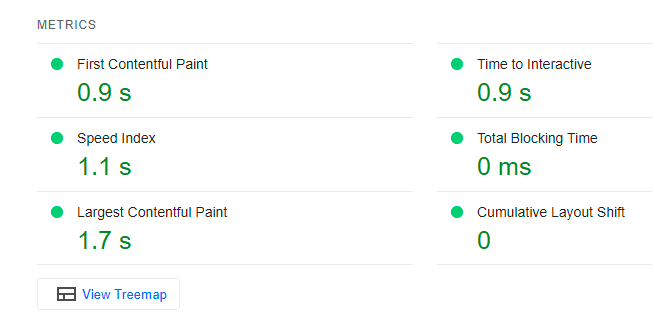 METRICS
First Contentful Paint
0.9 s
Time to Interactive
0.9 s
Speed Index
1.1 s
Total Blocking Time
0 ms
Largest Contentful Paint
1.7 s
Cumulative Layout Shift
0
View Treemap